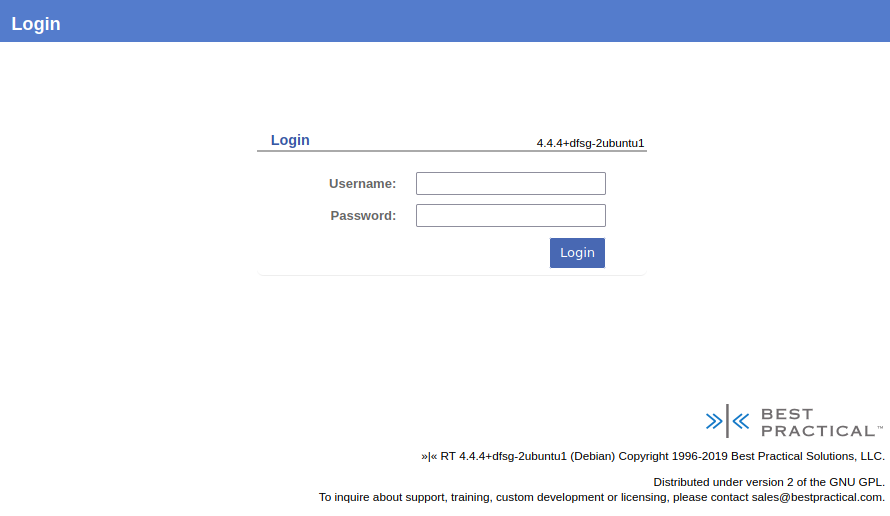 Login
Login 4.4.4+dfsg-2ubuntu1
Username:
Password:
Login
BEST
PRACTICAL™
»|« RT 4.4.4+dfsg-2ubuntu1 (Debian) Copyright 1996-2019 Best Practical Solutions, LLC.
Distributed under version 2 of the GNU GPL.
To inquire about support, training, custom development or licensing, please contact sales@bestpractical.com.